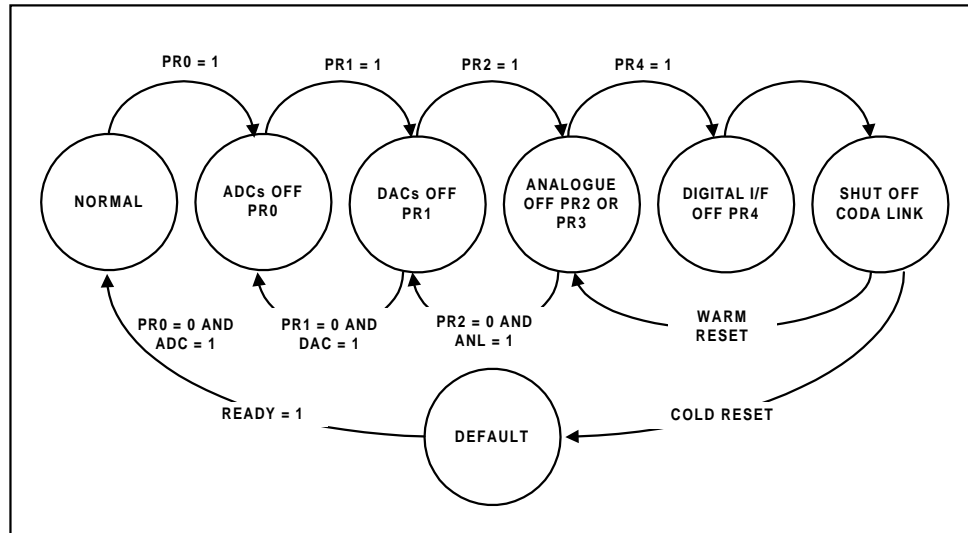 PR0 = 1
PR1 = 1
PR2 = 1
PR4 = 1
NORMAL
ADCs OFF
PR0
DACs OFF
PR1
ANALOGUE
OFF PR2 OR
PR3
DIGITAL I/F
OFF PR4
SHUT OFF
CODA LINK
PR0 = 0 AND
ADC = 1
PR1 = 0 AND
DAC = 1
PR2 = 0 AND
ANL = 1
WARM
RESET
READY = 1
DEFAULT
COLD RESET